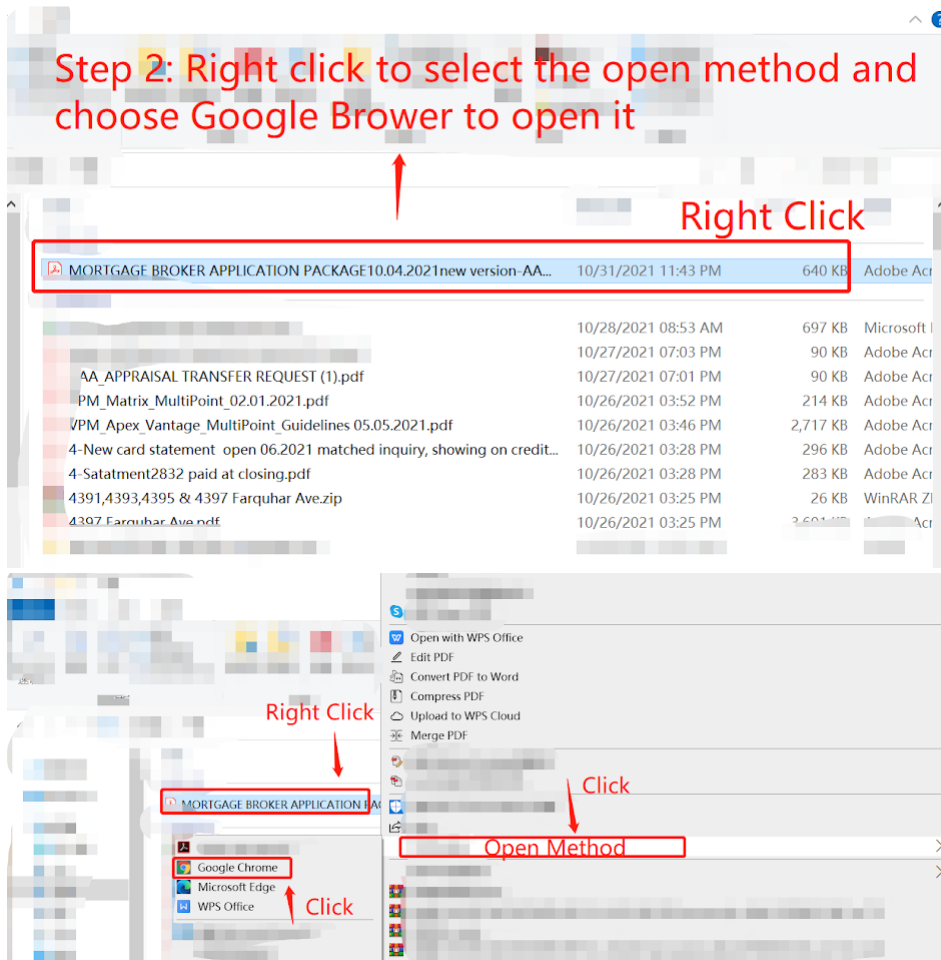 Step 2: Right click to select the open method and
choose Google Brower to open it
Right Click
MORTGAGE BROKER APPLICATION PACKAGE10.04.2021new version-AA... 10/31/2021 11:43 PM 640 KB Adobe Acr
10/28/2021 08:53 AM 697 KB Microsoft
10/27/2021 07:03 PM 90 KB Adobe Acr
AA_APPRAISAL TRANSFER REQUEST (1).pdf 10/27/2021 07:01 PM 90 KB Adobe Acr
PM_Matrix_MultiPoint_02.01.2021.pdf 10/26/2021 03:52 PM 214 KB Adobe Acr
VPM_Apex_Vantage_MultiPoint_Guidelines 05.05.2021.pdf 10/26/2021 03:46 PM 2,717 KB Adobe Acr
4-New card statement open 06.2021 matched inquiry, showing on credit... 10/26/2021 03:28 PM 296 KB Adobe Acr
4-Satatment2832 paid at closing.pdf 10/26/2021 03:28 PM 283 KB Adobe Acr
4391,4393,4395 & 4397 Farquhar Ave.zip 10/26/2021 03:25 PM 26 KB WinRAR ZI
4397 Farquhar Ave.pdf 10/26/2021 03:25 PM Acr
Open with WPS Office
Edit PDF
Convert PDF to Word
Compress PDF
Upload to WPS Cloud
Merge PDF
Right Click
MORTGAGE BROKER APPLICATION PAC
Click
Open Method
Google Chrome
Microsoft Edge
WPS Office
Click